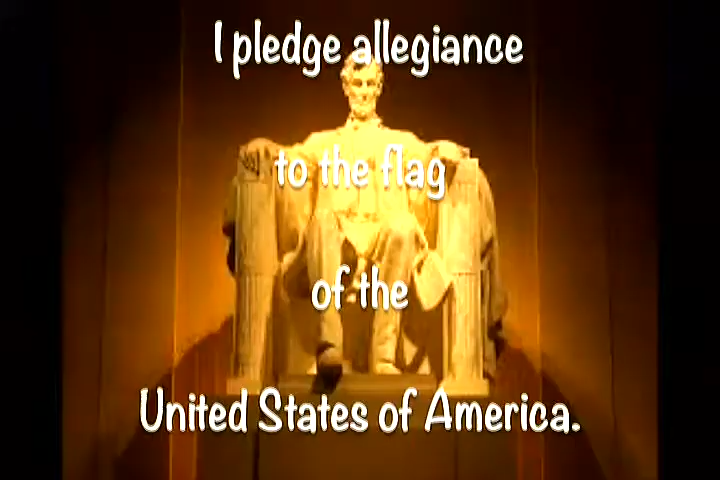 I pledge allegiance
to the flag
of the
United States of America.